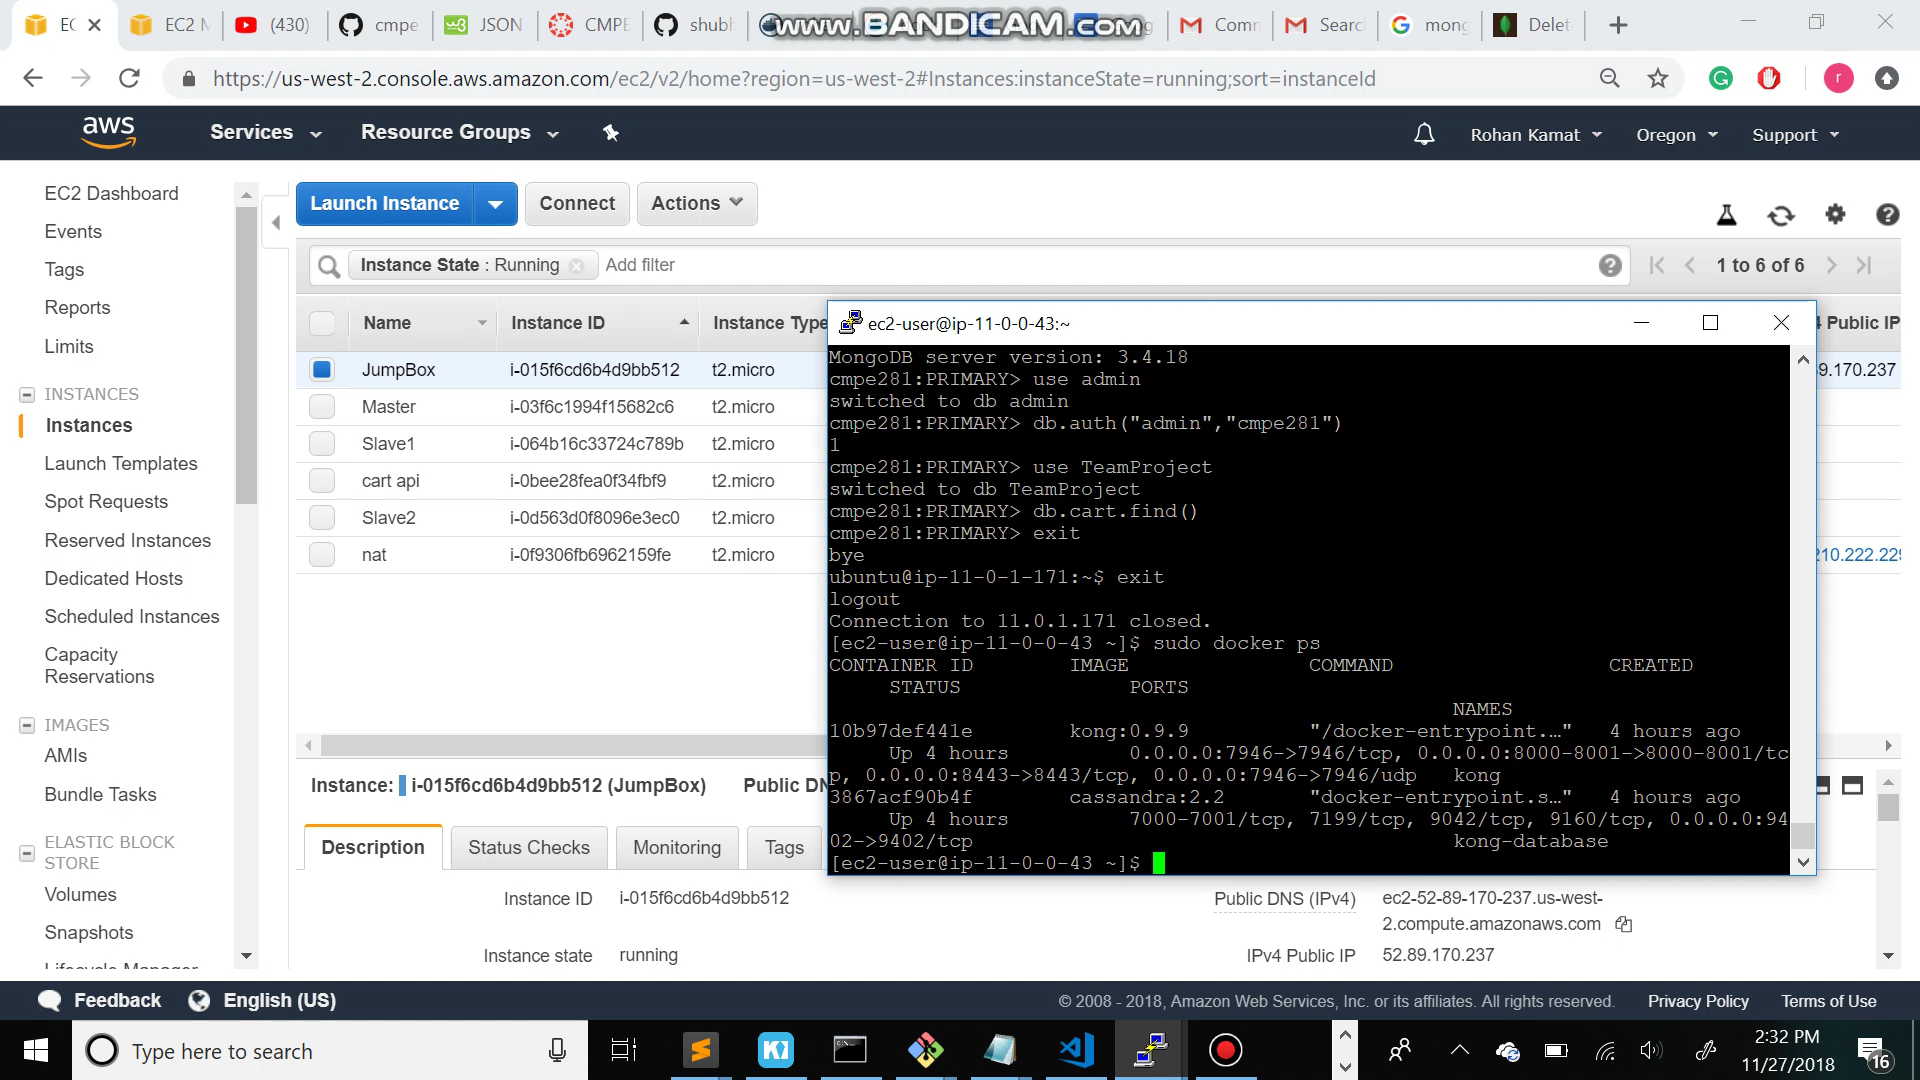 EC
EC2 M
(430)
cmpe
JSON
CMPE
shubh
www.BANDICAM.com
Comm
Searc
mong
Delet
https://us-west-2.console.aws.amazon.com/ec2/v2/home?region=us-west-2#Instances:instanceState=running;sort=instanceId
r
aws
Services
Resource Groups
Rohan Kamat
Oregon
Support
EC2 Dashboard
Events
Tags
Reports
Limits
INSTANCES
Instances
Launch Templates
Spot Requests
Reserved Instances
Dedicated Hosts
Scheduled Instances
Capacity
Reservations
IMAGES
AMIs
Bundle Tasks
ELASTIC BLOCK
STORE
Volumes
Snapshots
Lifecycle Manager
Launch Instance
Connect
Actions
Instance State : Running
Add filter
1 to 6 of 6
Name
Instance ID
Instance Type
Public IP
JumpBox i-015f6cd6b4d9bb512 t2.micro 9.170.237
Master i-03f6c1994f15682c6 t2.micro
Slave1 i-064b16c33724c789b t2.micro
cart api i-0bee28fea0f34fbf9 t2.micro
Slave2 i-0d563d0f8096e3ec0 t2.micro
nat i-0f9306fb6962159fe t2.micro 210.222.229
ec2-user@ip-11-0-0-43:~
MongoDB server version: 3.4.18
cmpe281:PRIMARY> use admin
switched to db admin
cmpe281:PRIMARY> db.auth("admin","cmpe281")
1
cmpe281:PRIMARY> use TeamProject
switched to db TeamProject
cmpe281:PRIMARY> db.cart.find()
cmpe281:PRIMARY> exit
bye
ubuntu@ip-11-0-1-171:~$ exit
logout
Connection to 11.0.1.171 closed.
[ec2-user@ip-11-0-0-43 ~]$ sudo docker ps
CONTAINER ID IMAGE COMMAND CREATED
STATUS PORTS
NAMES
10b97def441e kong:0.9.9 "/docker-entrypoint.…" 4 hours ago
Up 4 hours 0.0.0.0:7946->7946/tcp, 0.0.0.0:8000-8001->8000-8001/tc
p, 0.0.0.0:8443->8443/tcp, 0.0.0.0:7946->7946/udp kong
3867acf90b4f cassandra:2.2 "docker-entrypoint.s…" 4 hours ago
Up 4 hours 7000-7001/tcp, 7199/tcp, 9042/tcp, 9160/tcp, 0.0.0.0:94
02->9402/tcp kong-database
[ec2-user@ip-11-0-0-43 ~]$
Instance: i-015f6cd6b4d9bb512 (JumpBox) Public DN
Description
Status Checks
Monitoring
Tags
Instance ID i-015f6cd6b4d9bb512
Public DNS (IPv4) ec2-52-89-170-237.us-west-
2.compute.amazonaws.com
Instance state running
IPv4 Public IP 52.89.170.237
Feedback
English (US)
© 2008 - 2018, Amazon Web Services, Inc. or its affiliates. All rights reserved.
Privacy Policy
Terms of Use
Type here to search
2:32 PM
11/27/2018
16